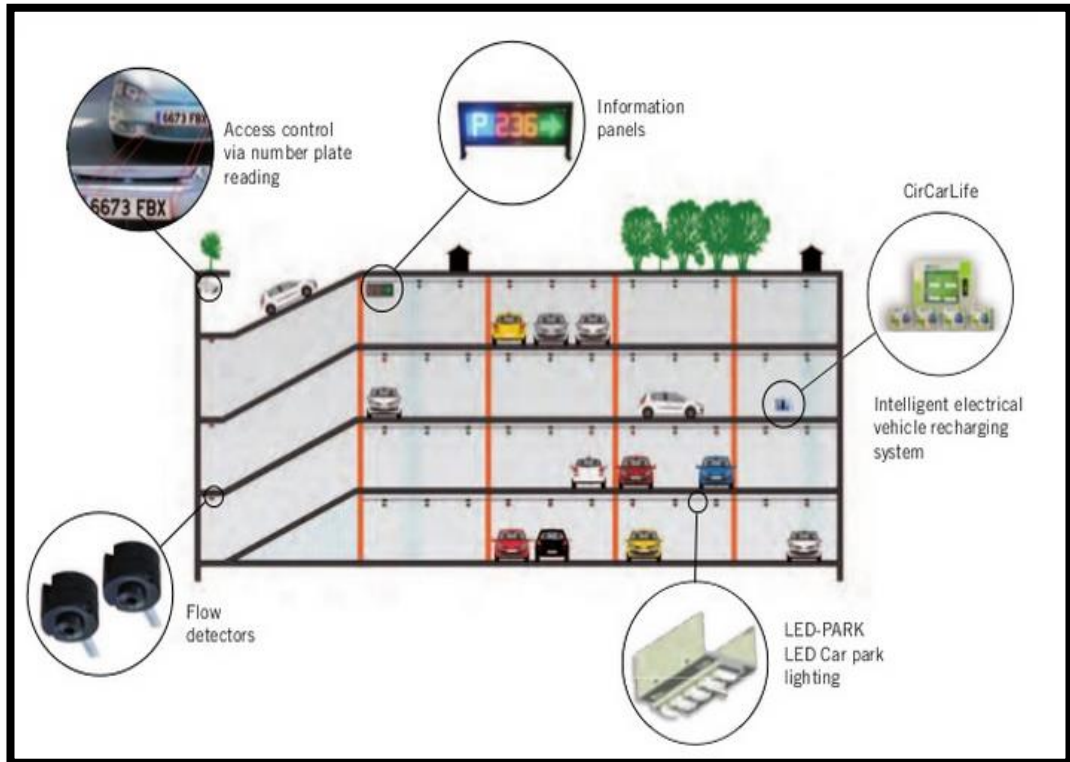 6673 FBX
6673 FBX
Access control
via number plate
reading
P 236 →
Information
panels
CirCarLife
Intelligent electrical
vehicle recharging
system
Flow
detectors
LED-PARK
LED Car park
lighting